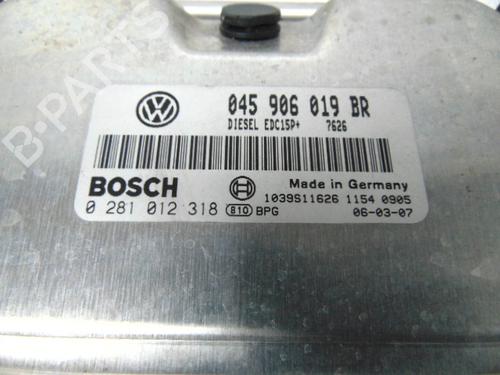 B-PARTS
045 906 019 BR
DIESEL EDC15P+ 7626
BOSCH
Made in Germany
1039S11626 1154 0905
0 281 012 318 810 BPG 06-03-07